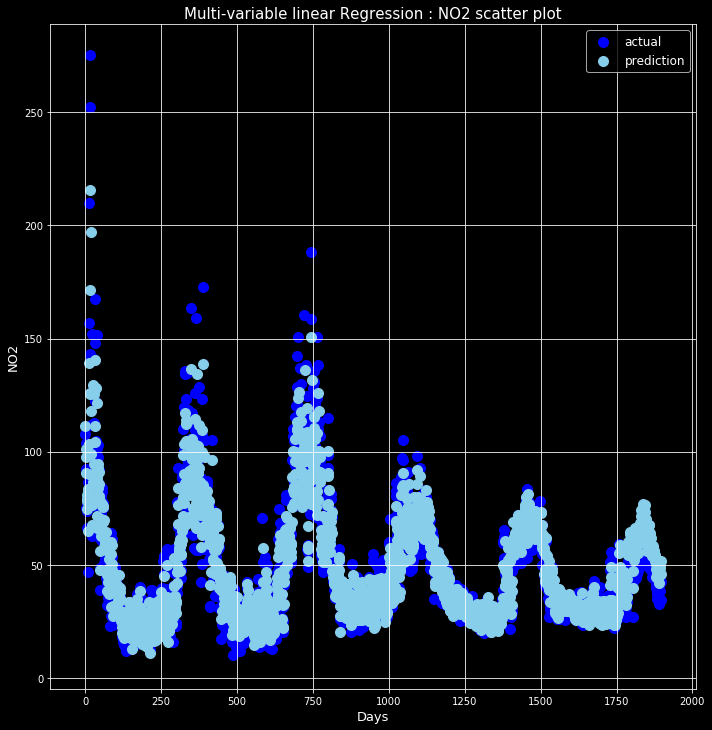 Multi-variable linear Regression : NO2 scatter plot
actual
prediction
250
200
150
100
50
0
NO2
0 250 500 750 1000 1250 1500 1750 2000
Days